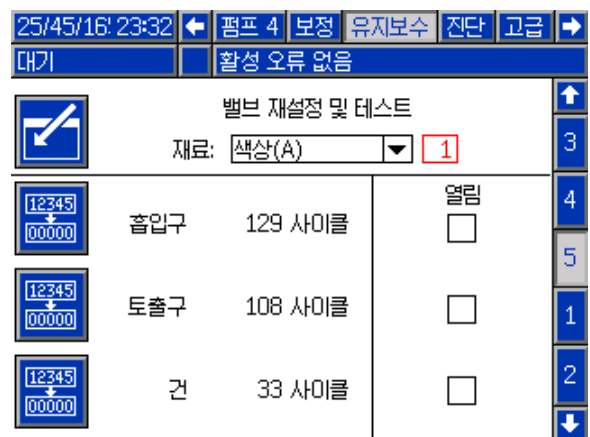 25/45/16 23:32 펌프 4 보정 유지보수 진단 고급
대기 활성 오류 없음
밸브 재설정 및 테스트
재료: 색상(A) 1
열림
12345 00000 흡입구 129 사이클
12345 00000 토출구 108 사이클
12345 00000 건 33 사이클
3
4
5
1
2